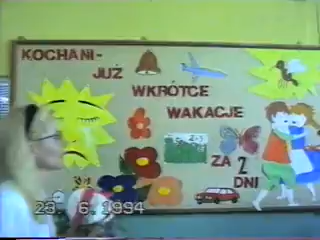 KOCHANI-
JUŻ
WKRÓTCE
WAKACJE
ZA 2
DNI
28. 6.1994